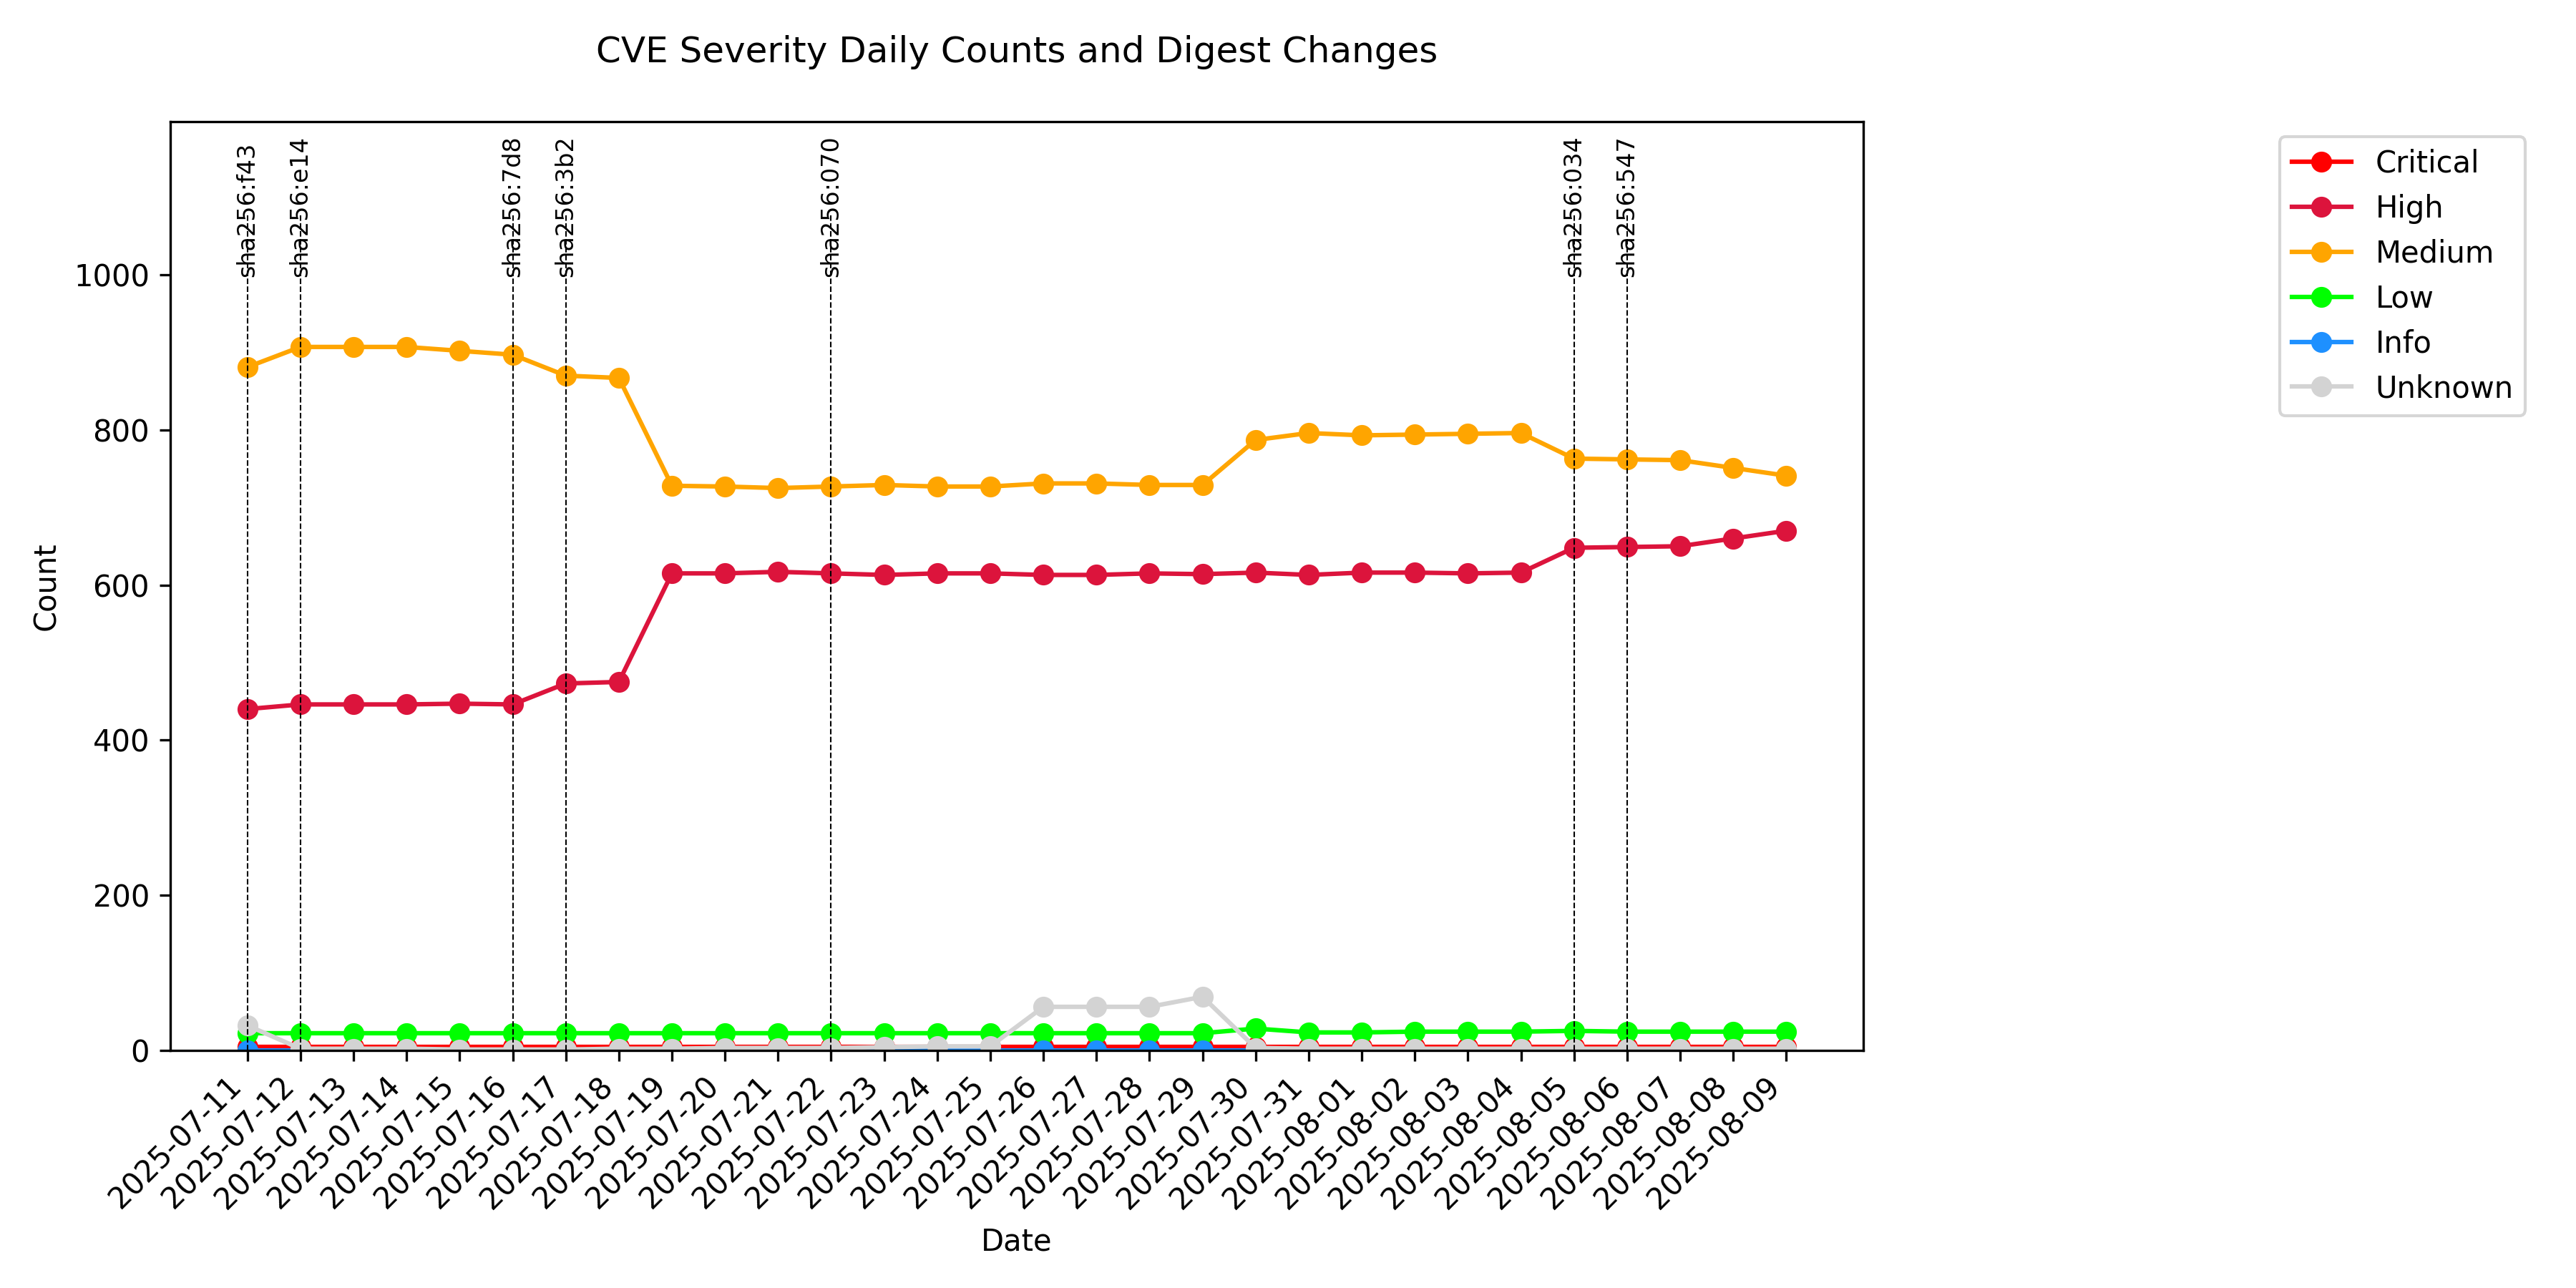 CVE Severity Daily Counts and Digest Changes
sha256:f43
sha256:e14
sha256:7d8
sha256:3b2
sha256:070
sha256:034
sha256:547
Critical
High
Medium
Low
Info
Unknown
Count
1000
800
600
400
200
0
2025-07-11
2025-07-12
2025-07-13
2025-07-14
2025-07-15
2025-07-16
2025-07-17
2025-07-18
2025-07-19
2025-07-20
2025-07-21
2025-07-22
2025-07-23
2025-07-24
2025-07-25
2025-07-26
2025-07-27
2025-07-28
2025-07-29
2025-07-30
2025-07-31
2025-08-01
2025-08-02
2025-08-03
2025-08-04
2025-08-05
2025-08-06
2025-08-07
2025-08-08
2025-08-09
Date